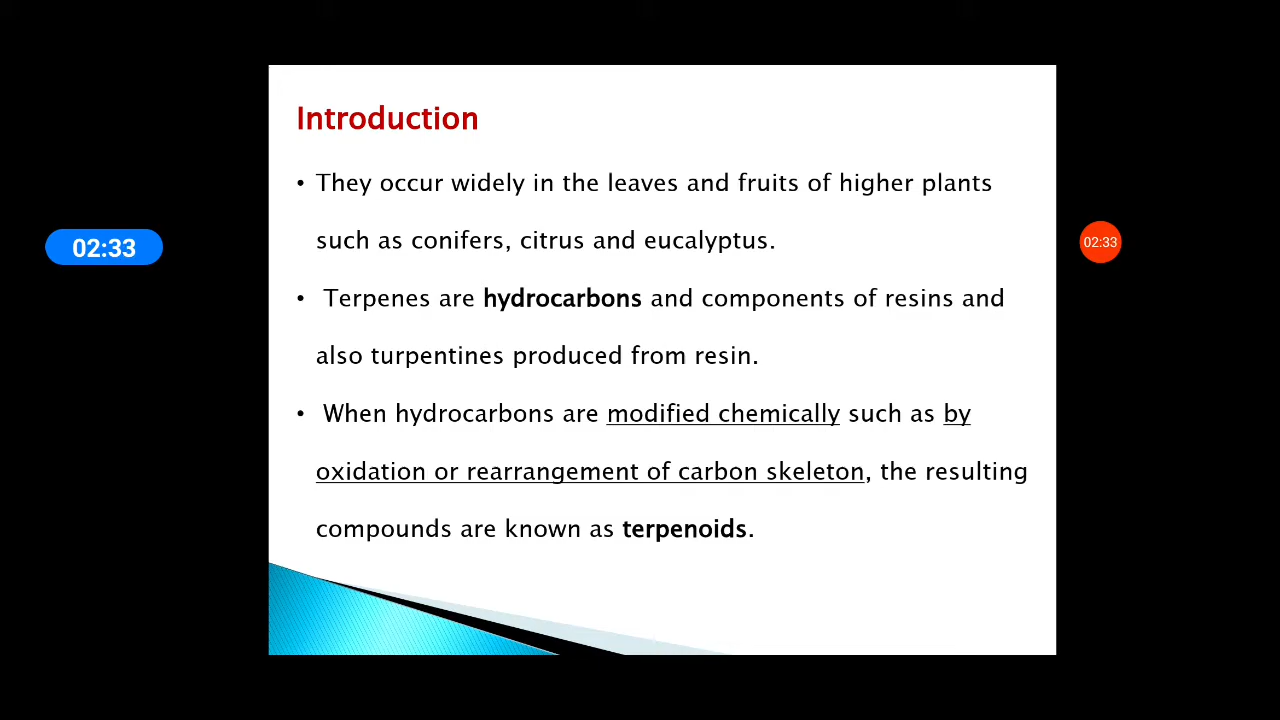 Introduction
• They occur widely in the leaves and fruits of higher plants
such as conifers, citrus and eucalyptus.
02:33
02:33
• Terpenes are hydrocarbons and components of resins and
also turpentines produced from resin.
• When hydrocarbons are modified chemically such as by
oxidation or rearrangement of carbon skeleton, the resulting
compounds are known as terpenoids.